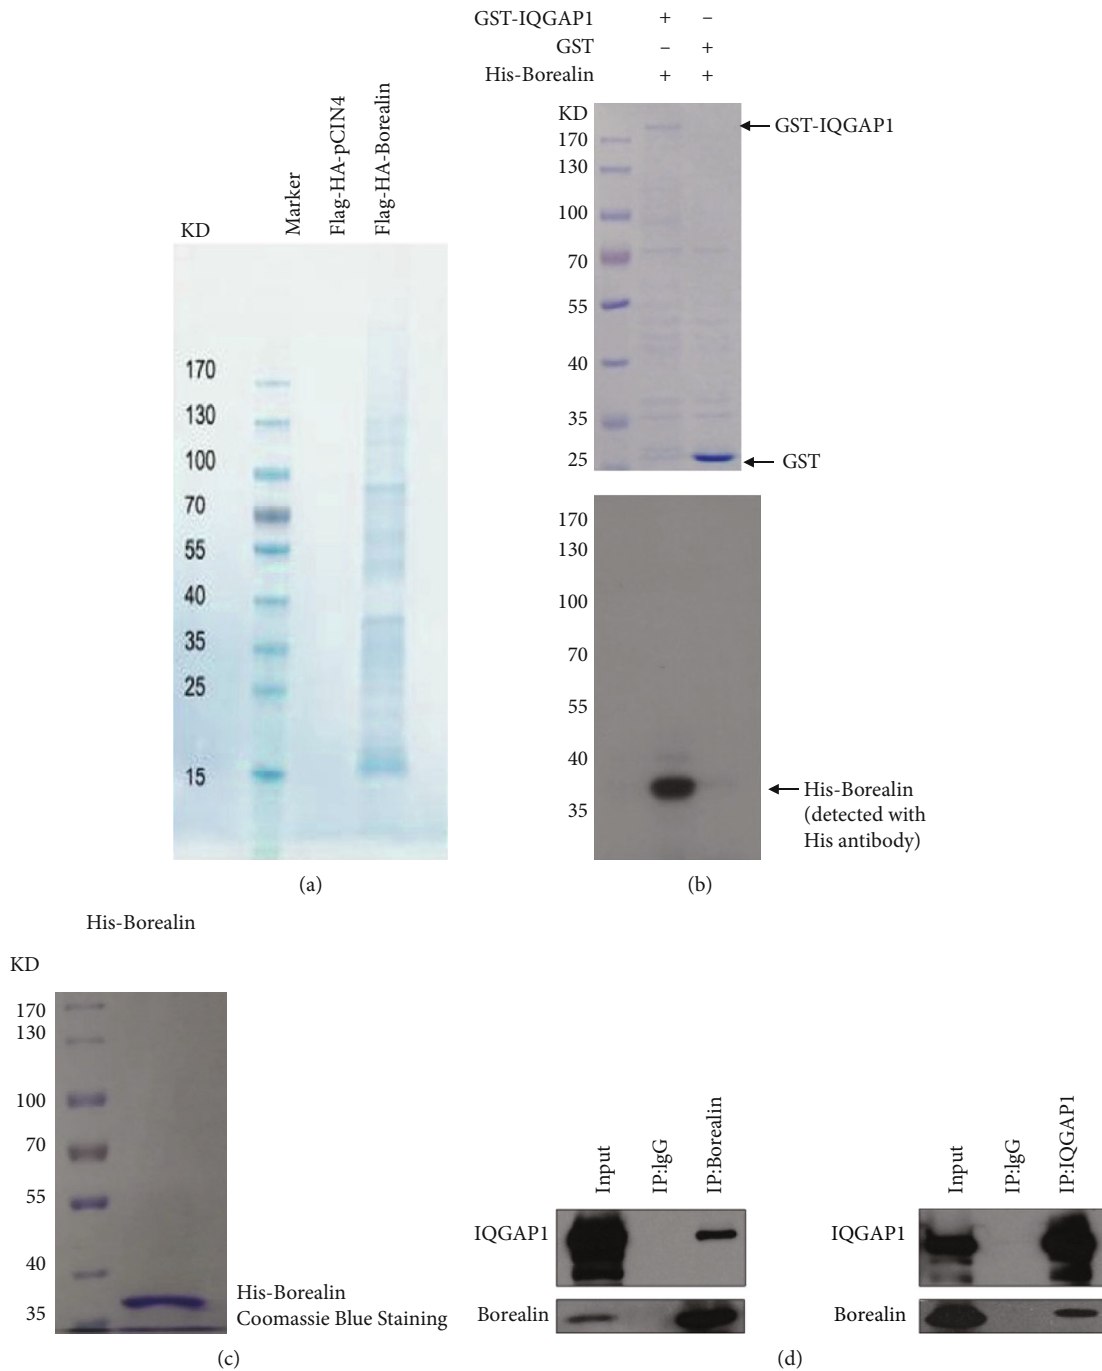 KD
Marker
Flag-HA-pCIN4
Flag-HA-Borealin
170
130
100
70
55
40
35
25
15
(a)
GST-IQGAP1 + –
GST – +
His-Borealin + +
KD
170
130
100
70
55
40
35
25
GST-IQGAP1
GST
170
130
100
70
55
40
35
His-Borealin
(detected with
His antibody)
(b)
His-Borealin
KD
170
130
100
70
55
40
35
His-Borealin
Coomassie Blue Staining
(c)
Input
IP:IgG
IP:Borealin
IQGAP1
Borealin
Input
IP:IgG
IP:IQGAP1
IQGAP1
Borealin
(d)